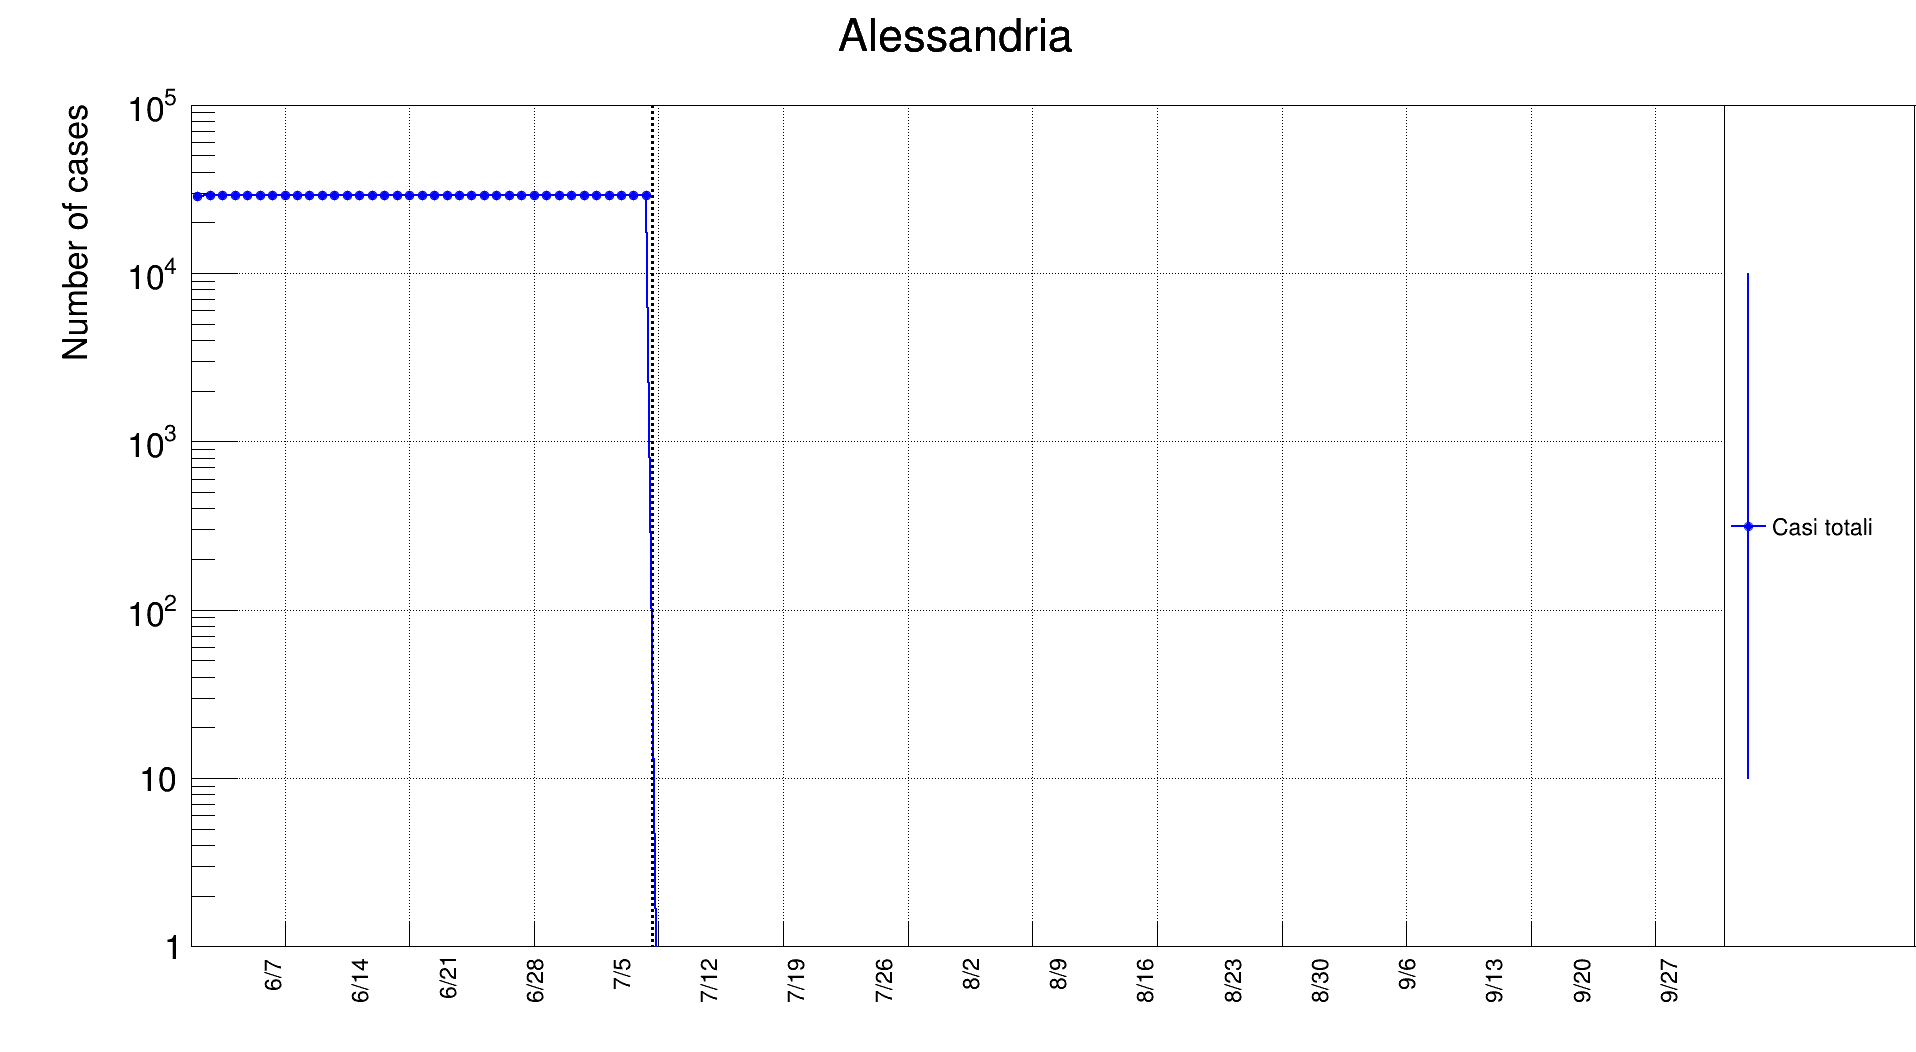 Alessandria
Number of cases
10^5
10^4
10^3
10^2
10
1
6/7 6/14 6/21 6/28 7/5 7/12 7/19 7/26 8/2 8/9 8/16 8/23 8/30 9/6 9/13 9/20 9/27
Casi totali